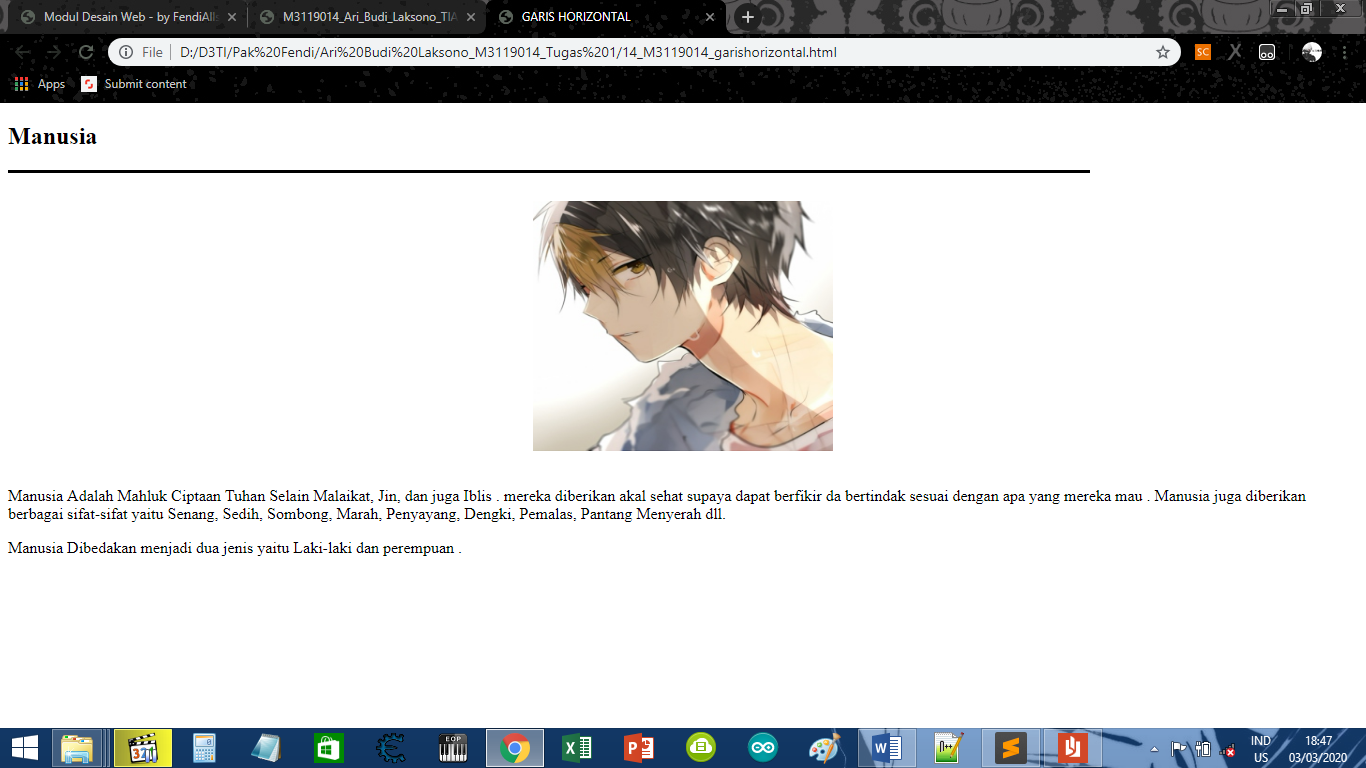 Modul Desain Web - by FendiAlls
M3119014_Ari_Budi_Laksono_TIA
GARIS HORIZONTAL
File
D:/D3TI/Pak%20Fendi/Ari%20Budi%20Laksono_M3119014_Tugas%201/14_M3119014_garishorizontal.html
SC
Apps
Submit content
Manusia
Manusia Adalah Mahluk Ciptaan Tuhan Selain Malaikat, Jin, dan juga Iblis . mereka diberikan akal sehat supaya dapat berfikir da bertindak sesuai dengan apa yang mereka mau . Manusia juga diberikan
berbagai sifat-sifat yaitu Senang, Sedih, Sombong, Marah, Penyayang, Dengki, Pemalas, Pantang Menyerah dll.
Manusia Dibedakan menjadi dua jenis yaitu Laki-laki dan perempuan .
EOP
IND
US
18:47
03/03/2020